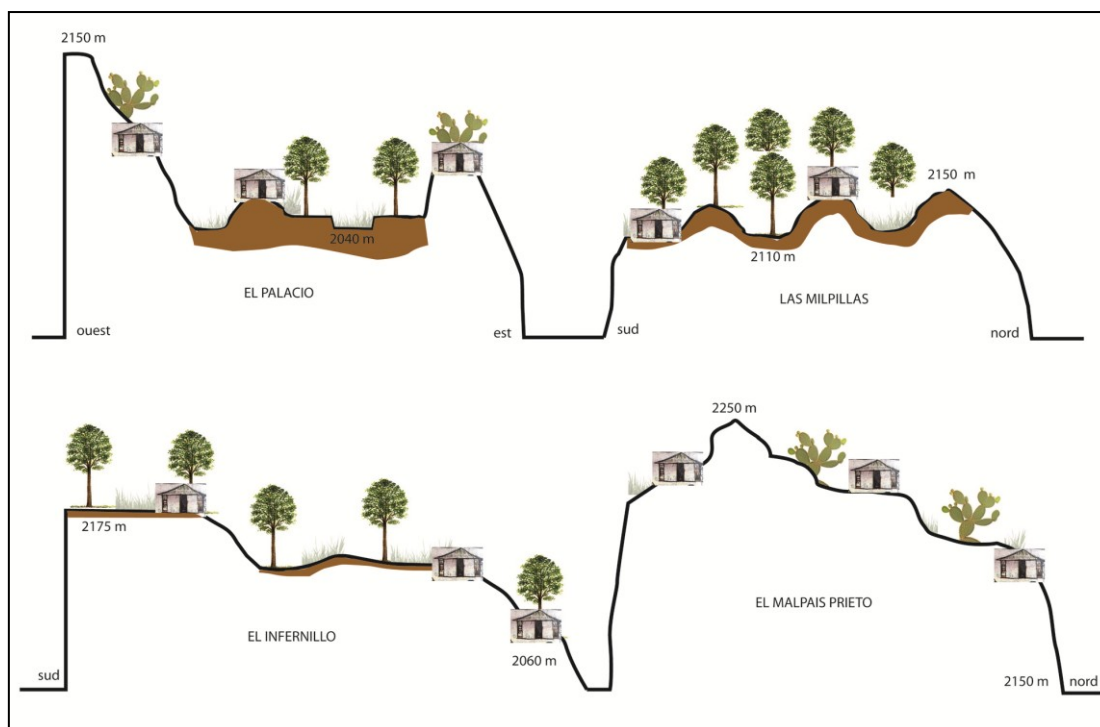 2150 m
2150 m
2040 m
2110 m
EL PALACIO
LAS MILPILLAS
ouest
est
sud
nord
2250 m
2175 m
EL MALPAIS PRIETO
EL INFERNILLO
2060 m
sud
2150 m
nord